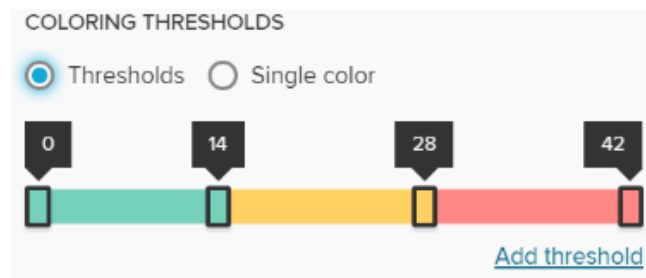 COLORING THRESHOLDS
Thresholds Single color
0 14 28 42
Add threshold